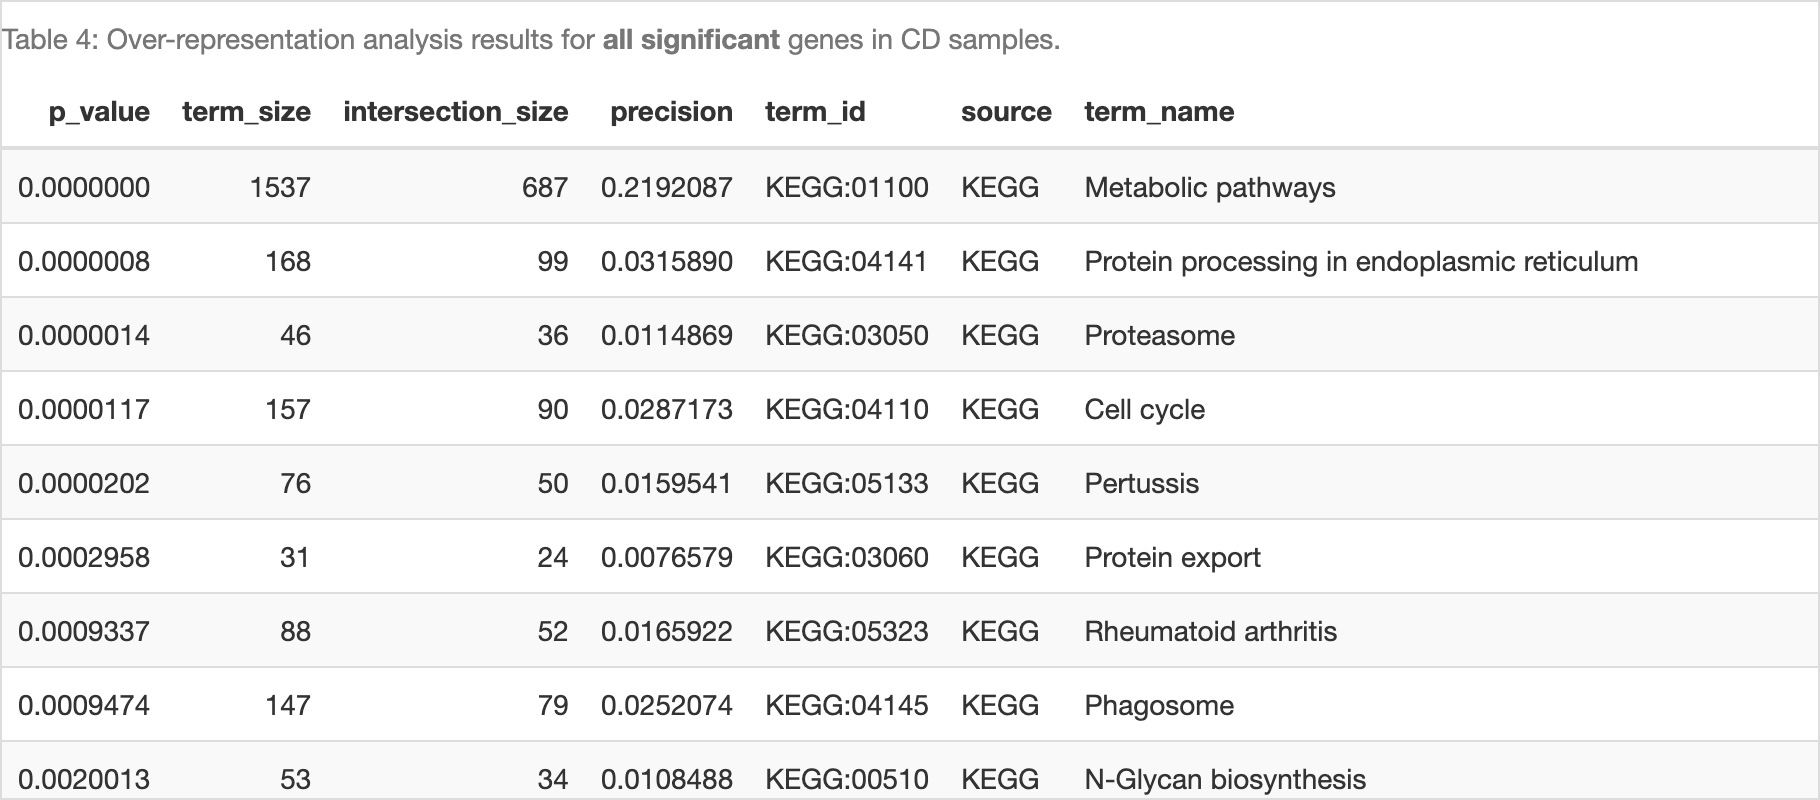 Table 4: Over-representation analysis results for all significant genes in CD samples.
p_value term_size intersection_size precision term_id source term_name
0.0000000 1537 687 0.2192087 KEGG:01100 KEGG Metabolic pathways
0.0000008 168 99 0.0315890 KEGG:04141 KEGG Protein processing in endoplasmic reticulum
0.0000014 46 36 0.0114869 KEGG:03050 KEGG Proteasome
0.0000117 157 90 0.0287173 KEGG:04110 KEGG Cell cycle
0.0000202 76 50 0.0159541 KEGG:05133 KEGG Pertussis
0.0002958 31 24 0.0076579 KEGG:03060 KEGG Protein export
0.0009337 88 52 0.0165922 KEGG:05323 KEGG Rheumatoid arthritis
0.0009474 147 79 0.0252074 KEGG:04145 KEGG Phagosome
0.0020013 53 34 0.0108488 KEGG:00510 KEGG N-Glycan biosynthesis